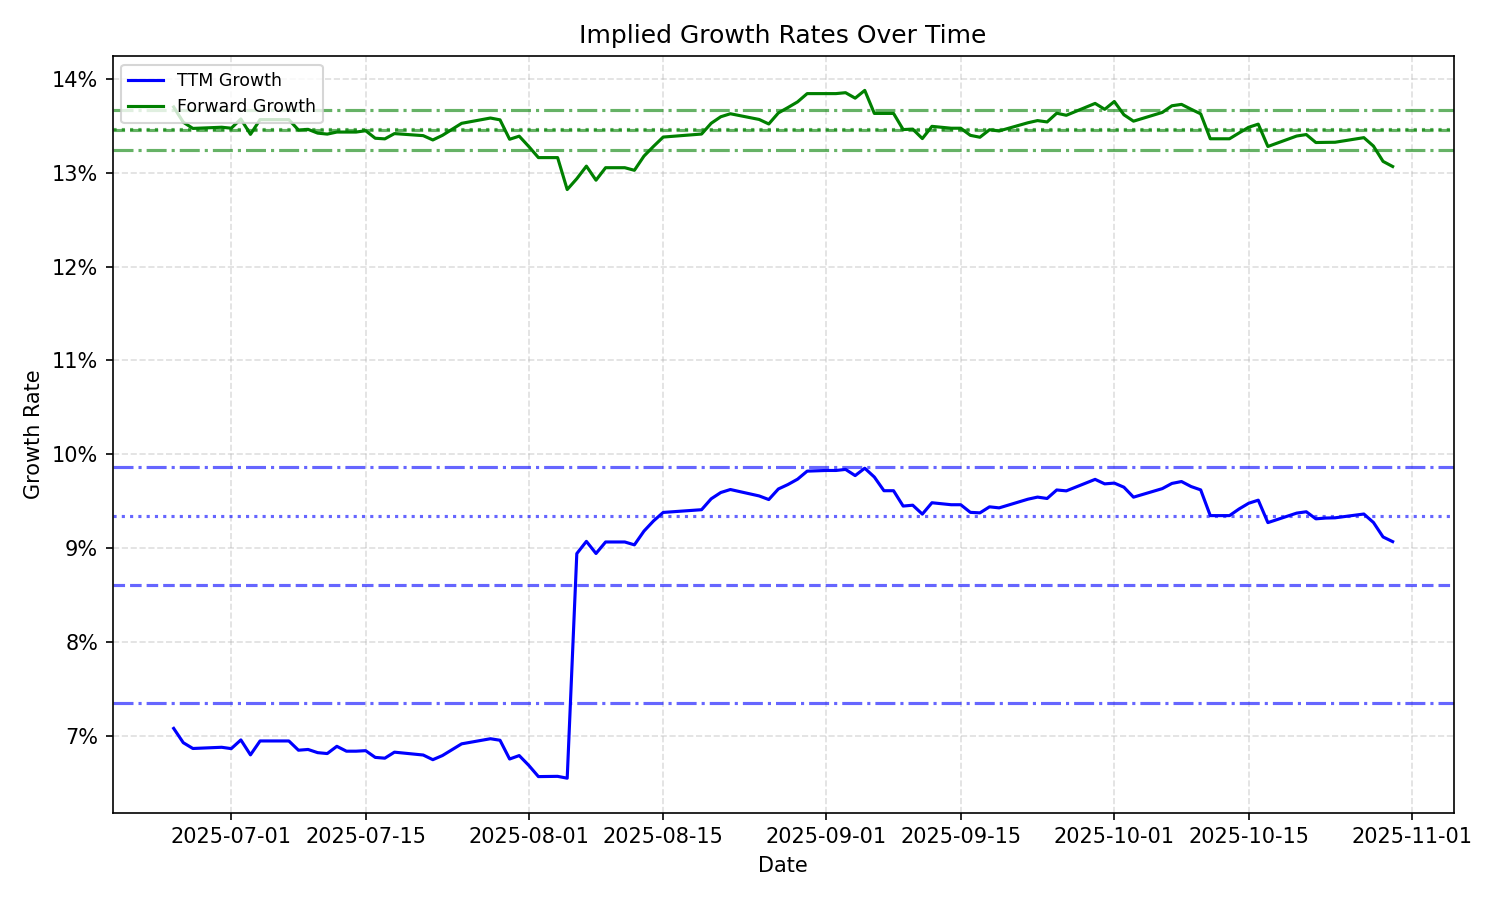 Implied Growth Rates Over Time
TTM Growth
Forward Growth
14%
13%
12%
11%
10%
9%
8%
7%
Growth Rate
2025-07-01 2025-07-15 2025-08-01 2025-08-15 2025-09-01 2025-09-15 2025-10-01 2025-10-15 2025-11-01
Date